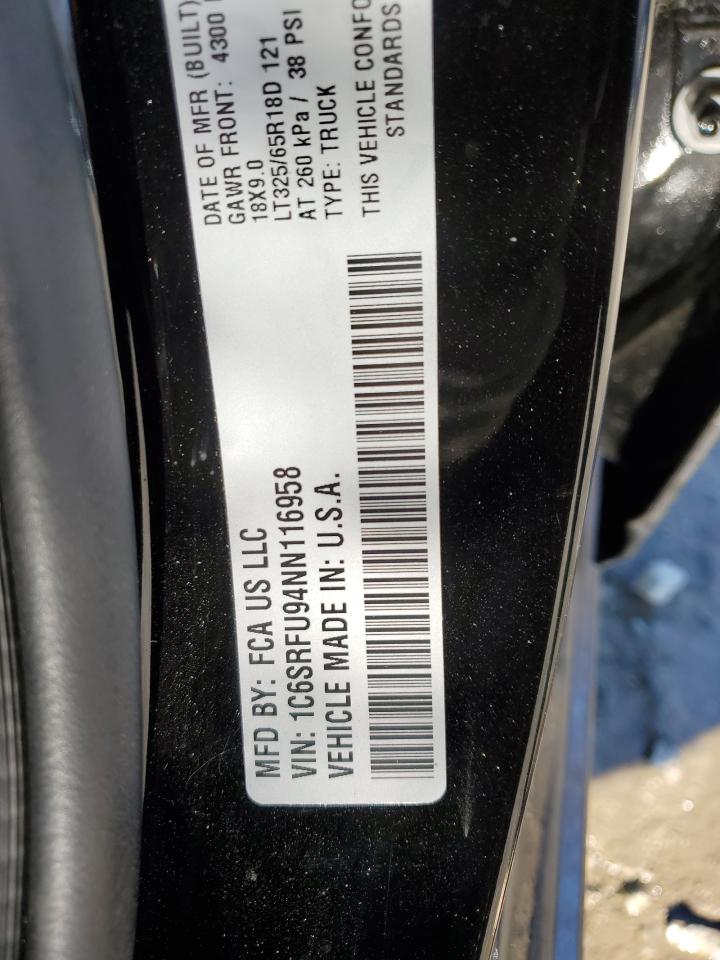 MFD BY: FCA US LLC
VIN: 1C6SRFU94NN116958
VEHICLE MADE IN: U.S.A.
DATE OF MFR (BUILT)
GAWR FRONT: 4300
18X9.0
LT325/65R18D 121
AT 260 kPa / 38 PSI
TYPE: TRUCK
THIS VEHICLE CONFO
STANDARDS